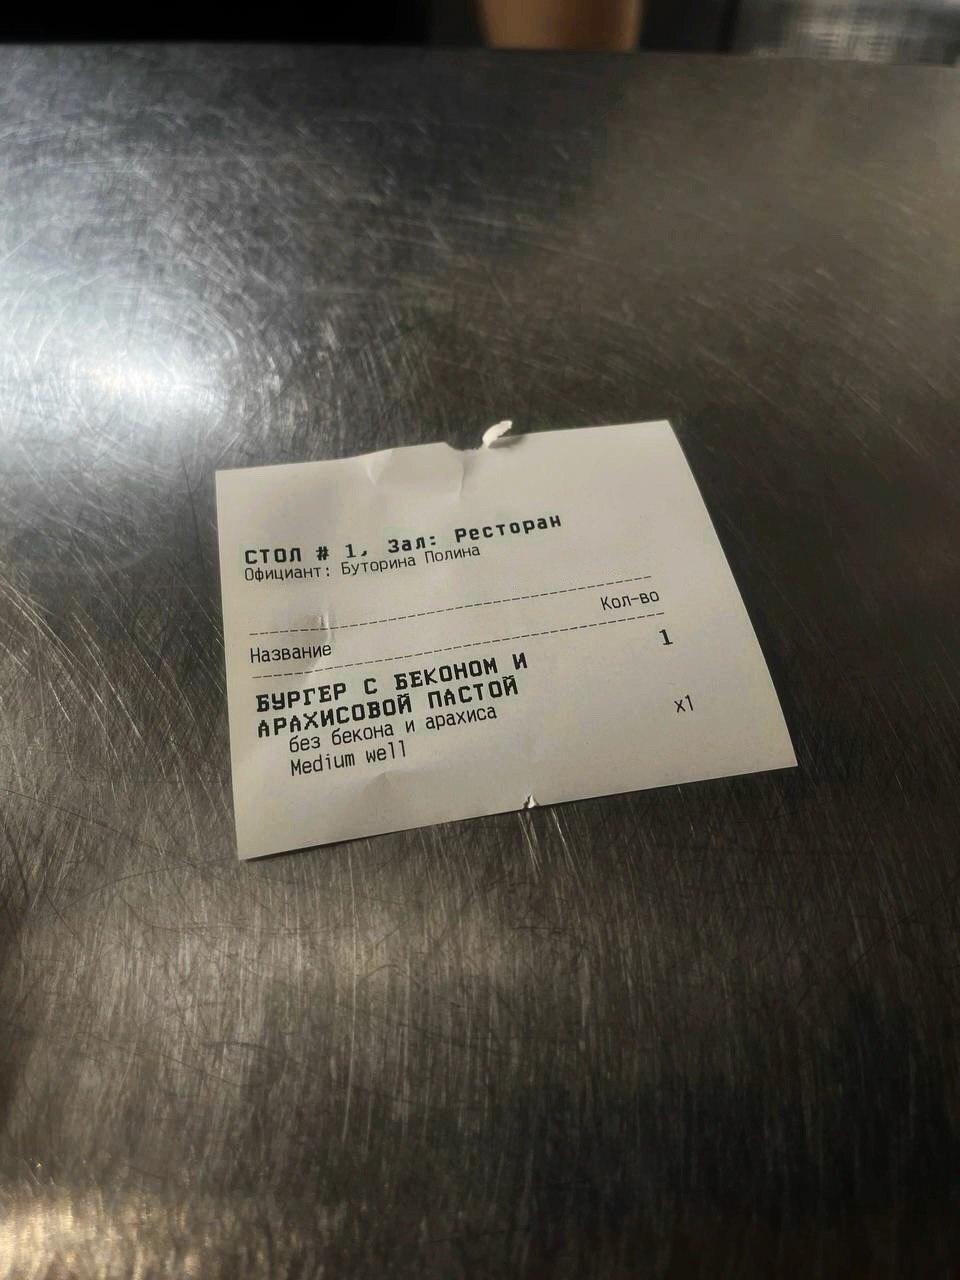 СТОЛ # 1, Зал: Ресторан
Официант: Буторина Полина
Кол-во
Название
БУРГЕР С БЕКОНОМ И 1
АРАХИСОВОЙ ПАСТОЙ
без бекона и арахиса
Medium well x1